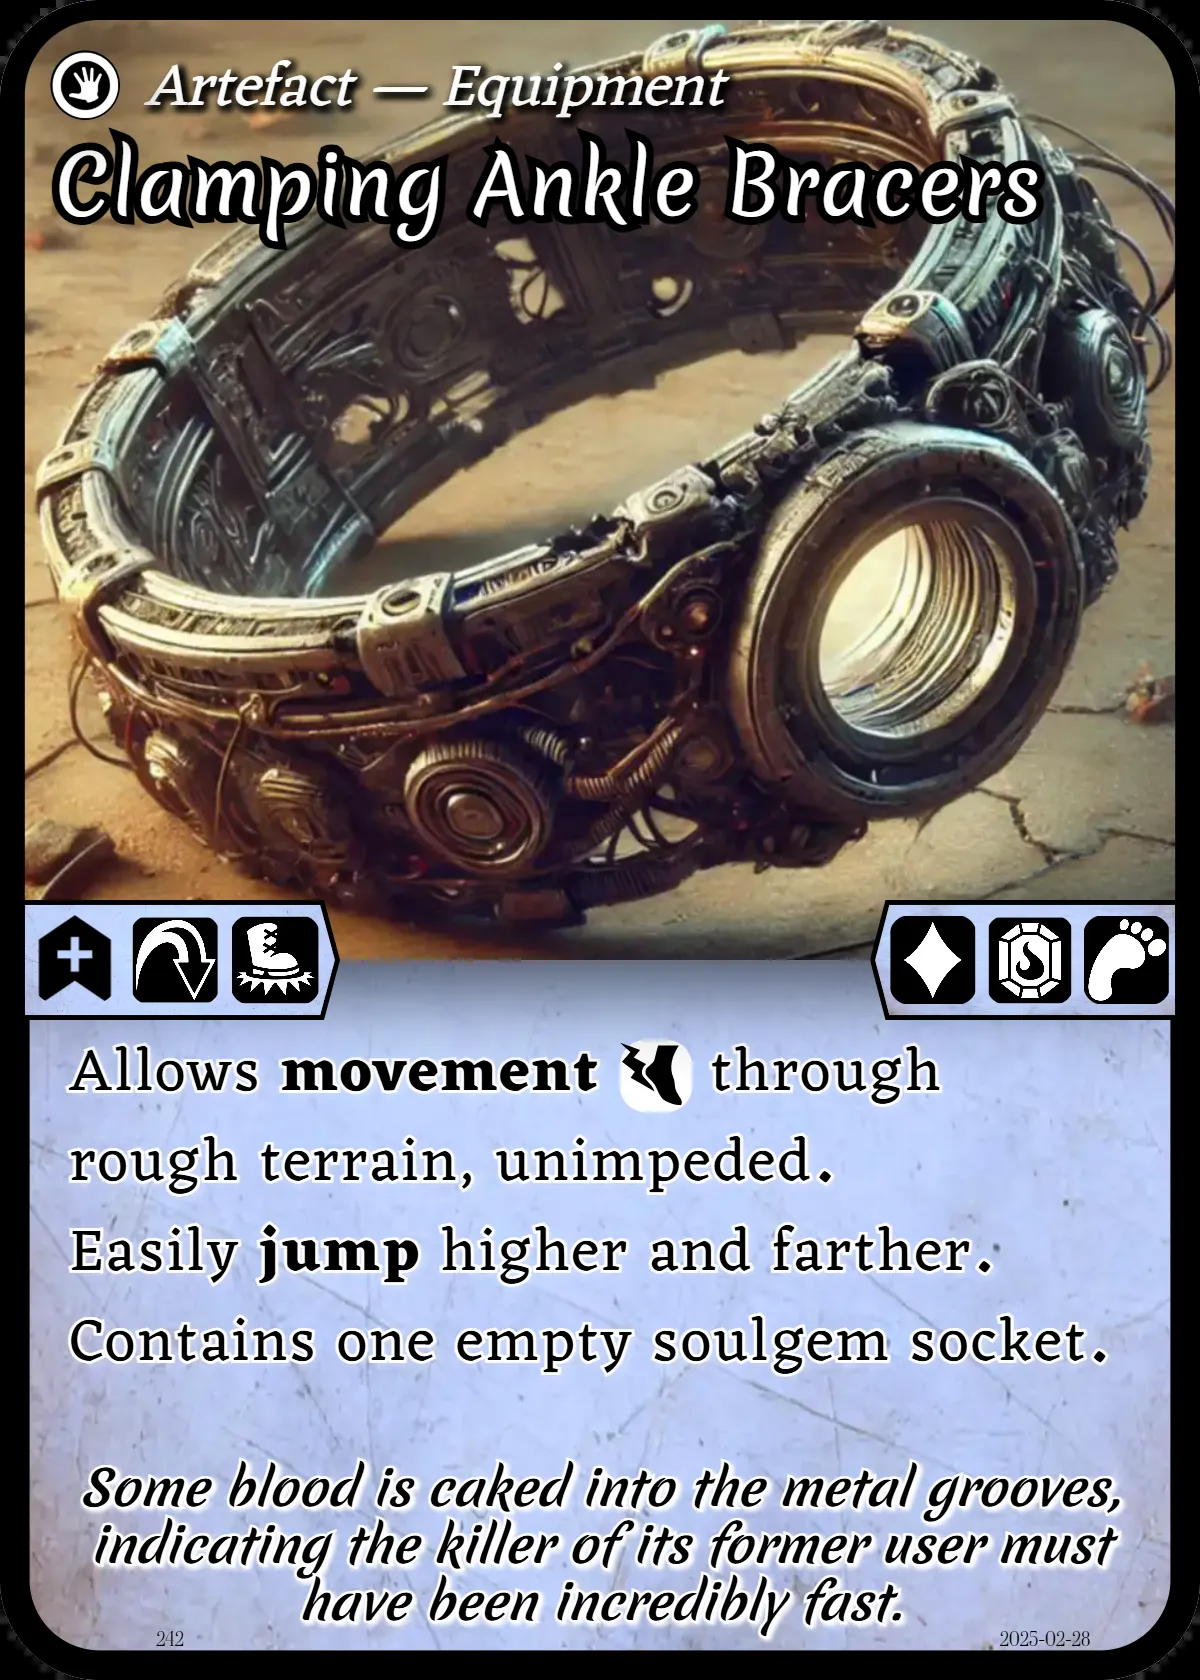 Artefact — Equipment
Clamping Ankle Bracers
Allows movement through
rough terrain, unimpeded.
Easily jump higher and farther.
Contains one empty soulgem socket.
Some blood is caked into the metal grooves,
indicating the killer of its former user must
have been incredibly fast.
242
2025-02-28